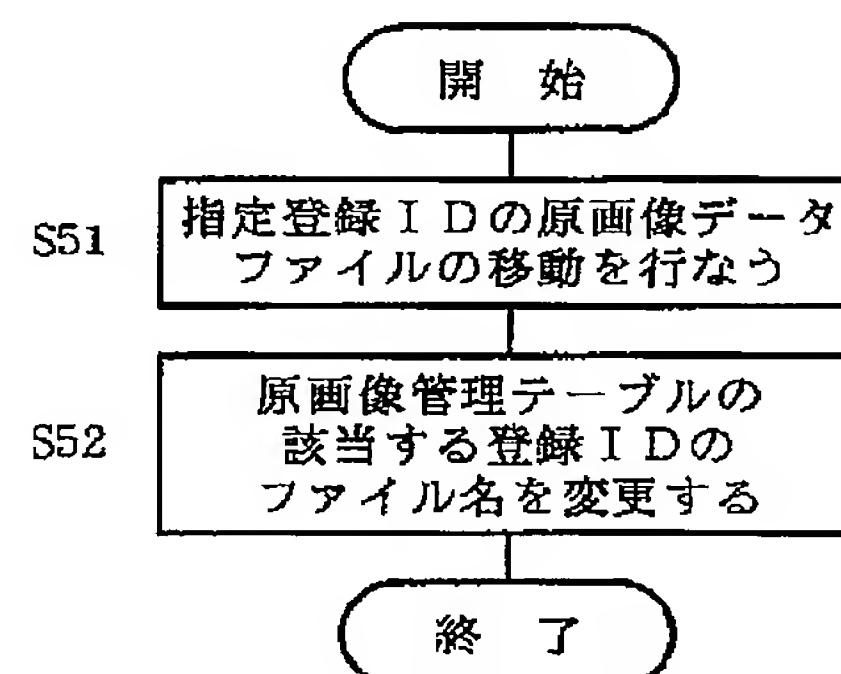 開　始
S51
指定登録ＩＤの原画像データ
ファイルの移動を行なう
S52
原画像管理テーブルの
該当する登録ＩＤの
ファイル名を変更する
終　了